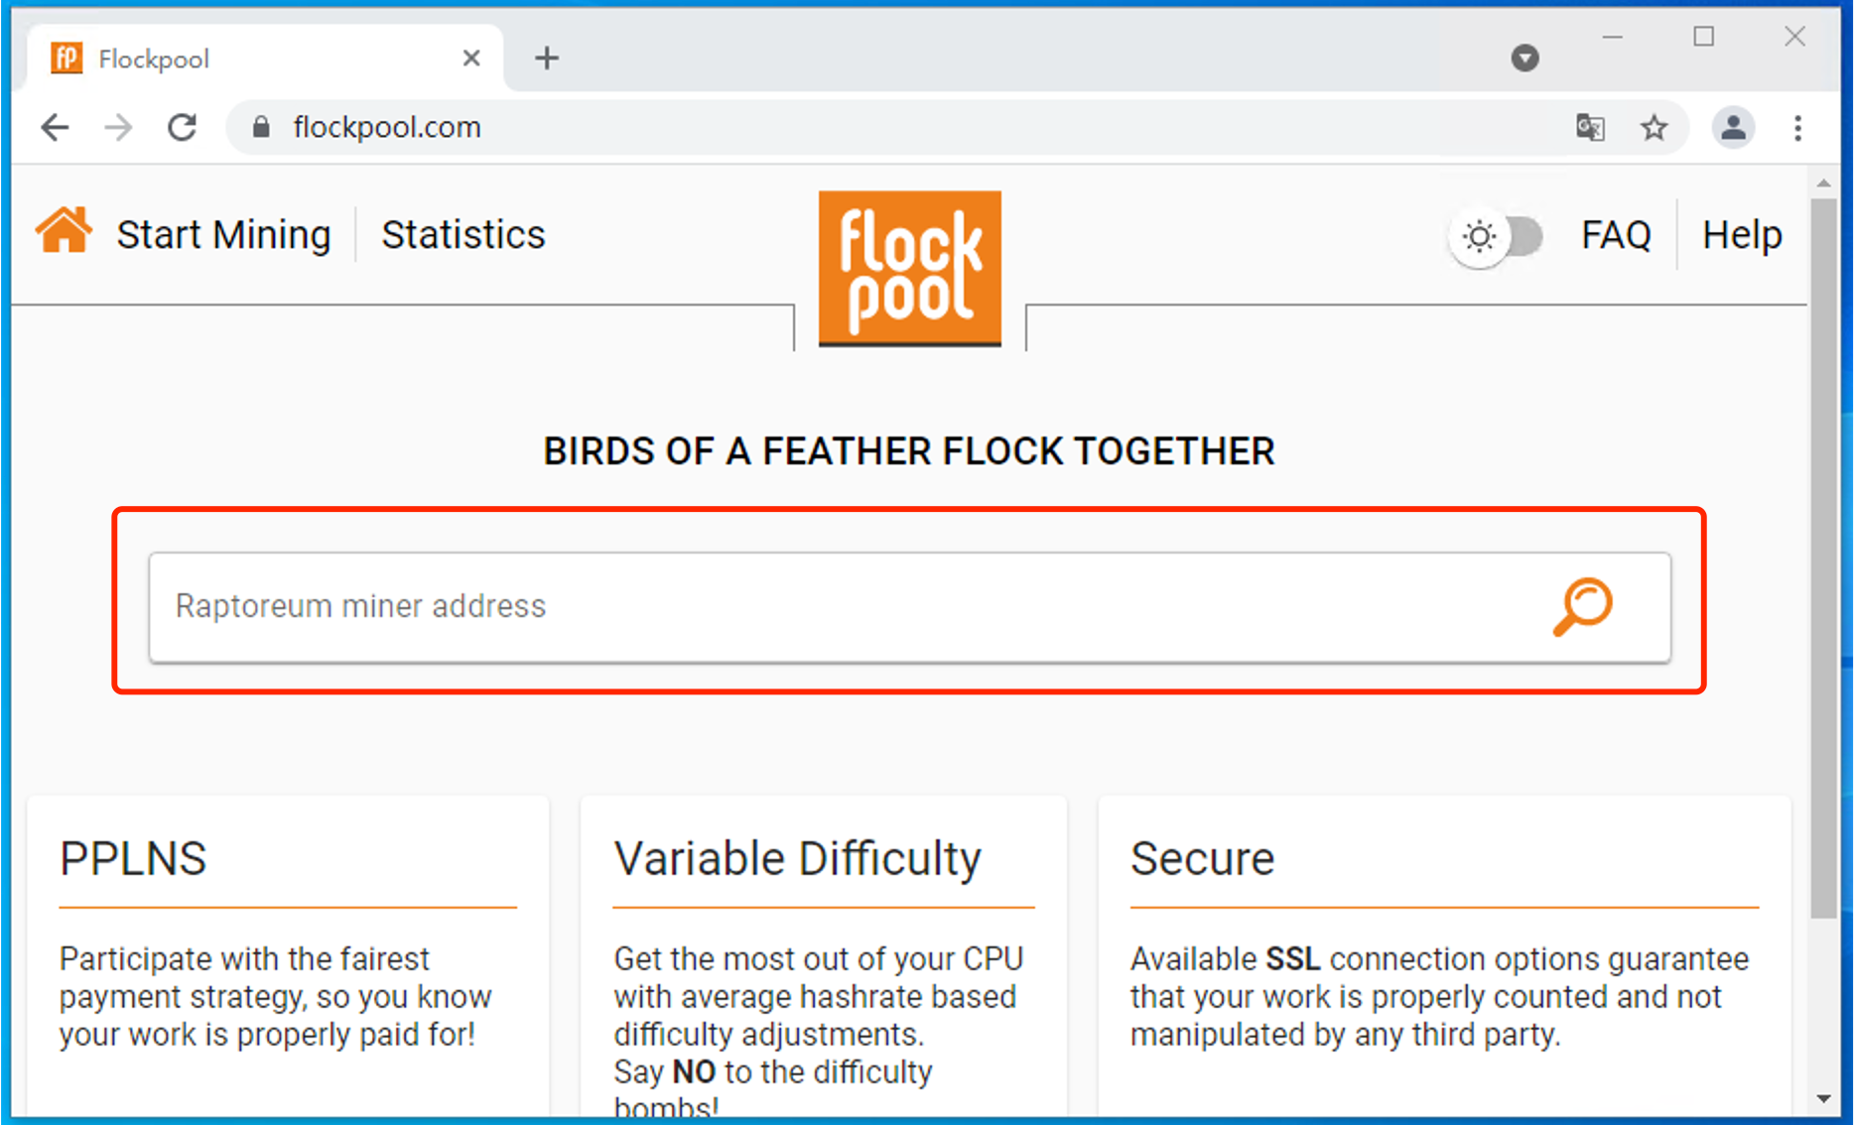 fP Flockpool
flockpool.com
Start Mining Statistics
flock
pool
FAQ Help
BIRDS OF A FEATHER FLOCK TOGETHER
Raptoreum miner address
PPLNS
Participate with the fairest
payment strategy, so you know
your work is properly paid for!
Variable Difficulty
Get the most out of your CPU
with average hashrate based
difficulty adjustments.
Say NO to the difficulty
bombs!
Secure
Available SSL connection options guarantee
that your work is properly counted and not
manipulated by any third party.